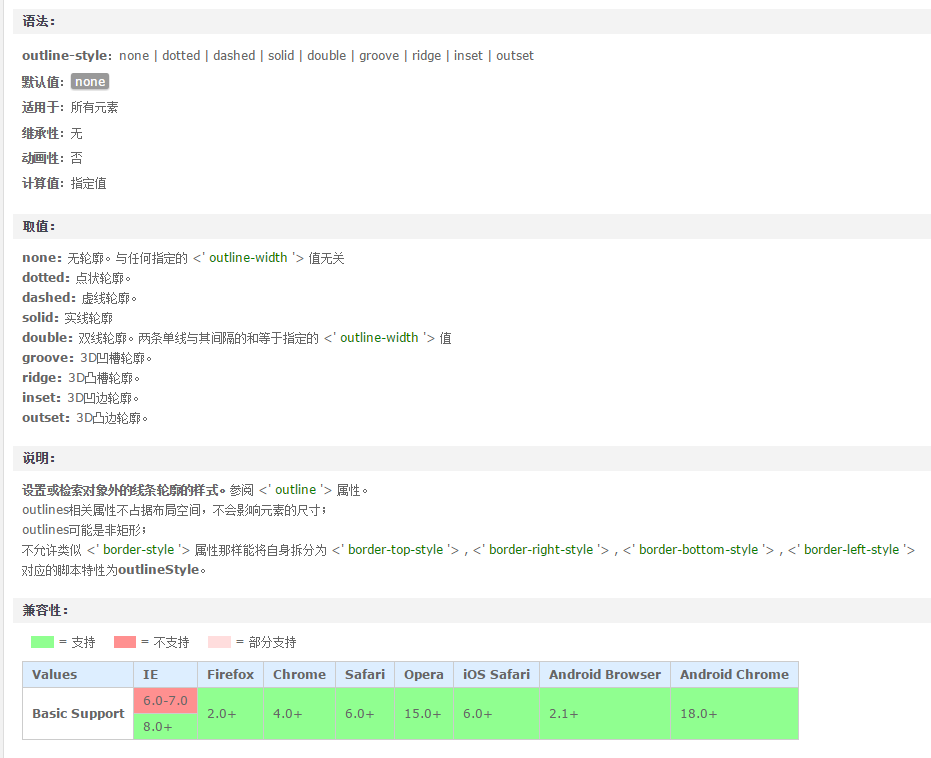 语法：
outline-style：none | dotted | dashed | solid | double | groove | ridge | inset | outset
默认值：none
适用于：所有元素
继承性：无
动画性：否
计算值：指定值
取值：
none：无轮廓。与任何指定的 <' outline-width '> 值无关
dotted：点状轮廓。
dashed：虚线轮廓。
solid：实线轮廓
double：双线轮廓。两条单线与其间隔的和等于指定的 <' outline-width '> 值
groove：3D凹槽轮廓。
ridge：3D凸槽轮廓。
inset：3D凹边轮廓。
outset：3D凸边轮廓。
说明：
设置或检索对象外的线条轮廓的样式。参阅 <' outline '> 属性。
outlines相关属性不占据布局空间，不会影响元素的尺寸；
outlines可能是非矩形；
不允许类似 <' border-style '> 属性那样能将自身拆分为 <' border-top-style '> , <' border-right-style '> , <' border-bottom-style '> , <' border-left-style '>
对应的脚本特性为outlineStyle。
兼容性：
= 支持 = 不支持 = 部分支持
Values IE Firefox Chrome Safari Opera iOS Safari Android Browser Android Chrome
Basic Support 6.0-7.0 2.0+ 4.0+ 6.0+ 15.0+ 6.0+ 2.1+ 18.0+
8.0+